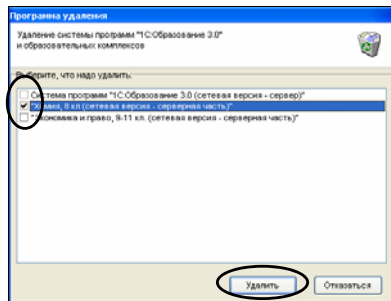 Программа удаления
Удаление системы программ "1С:Образование 3.0"
и образовательных комплексов
Выберите, что надо удалить:
Система программ "1С:Образование 3.0 (сетевая версия - сервер)"
"Химия, 8 кл (сетевая версия - серверная часть)"
"Экономика и право, 9-11 кл. (сетевая версия - серверная часть)"
Удалить
Отказаться